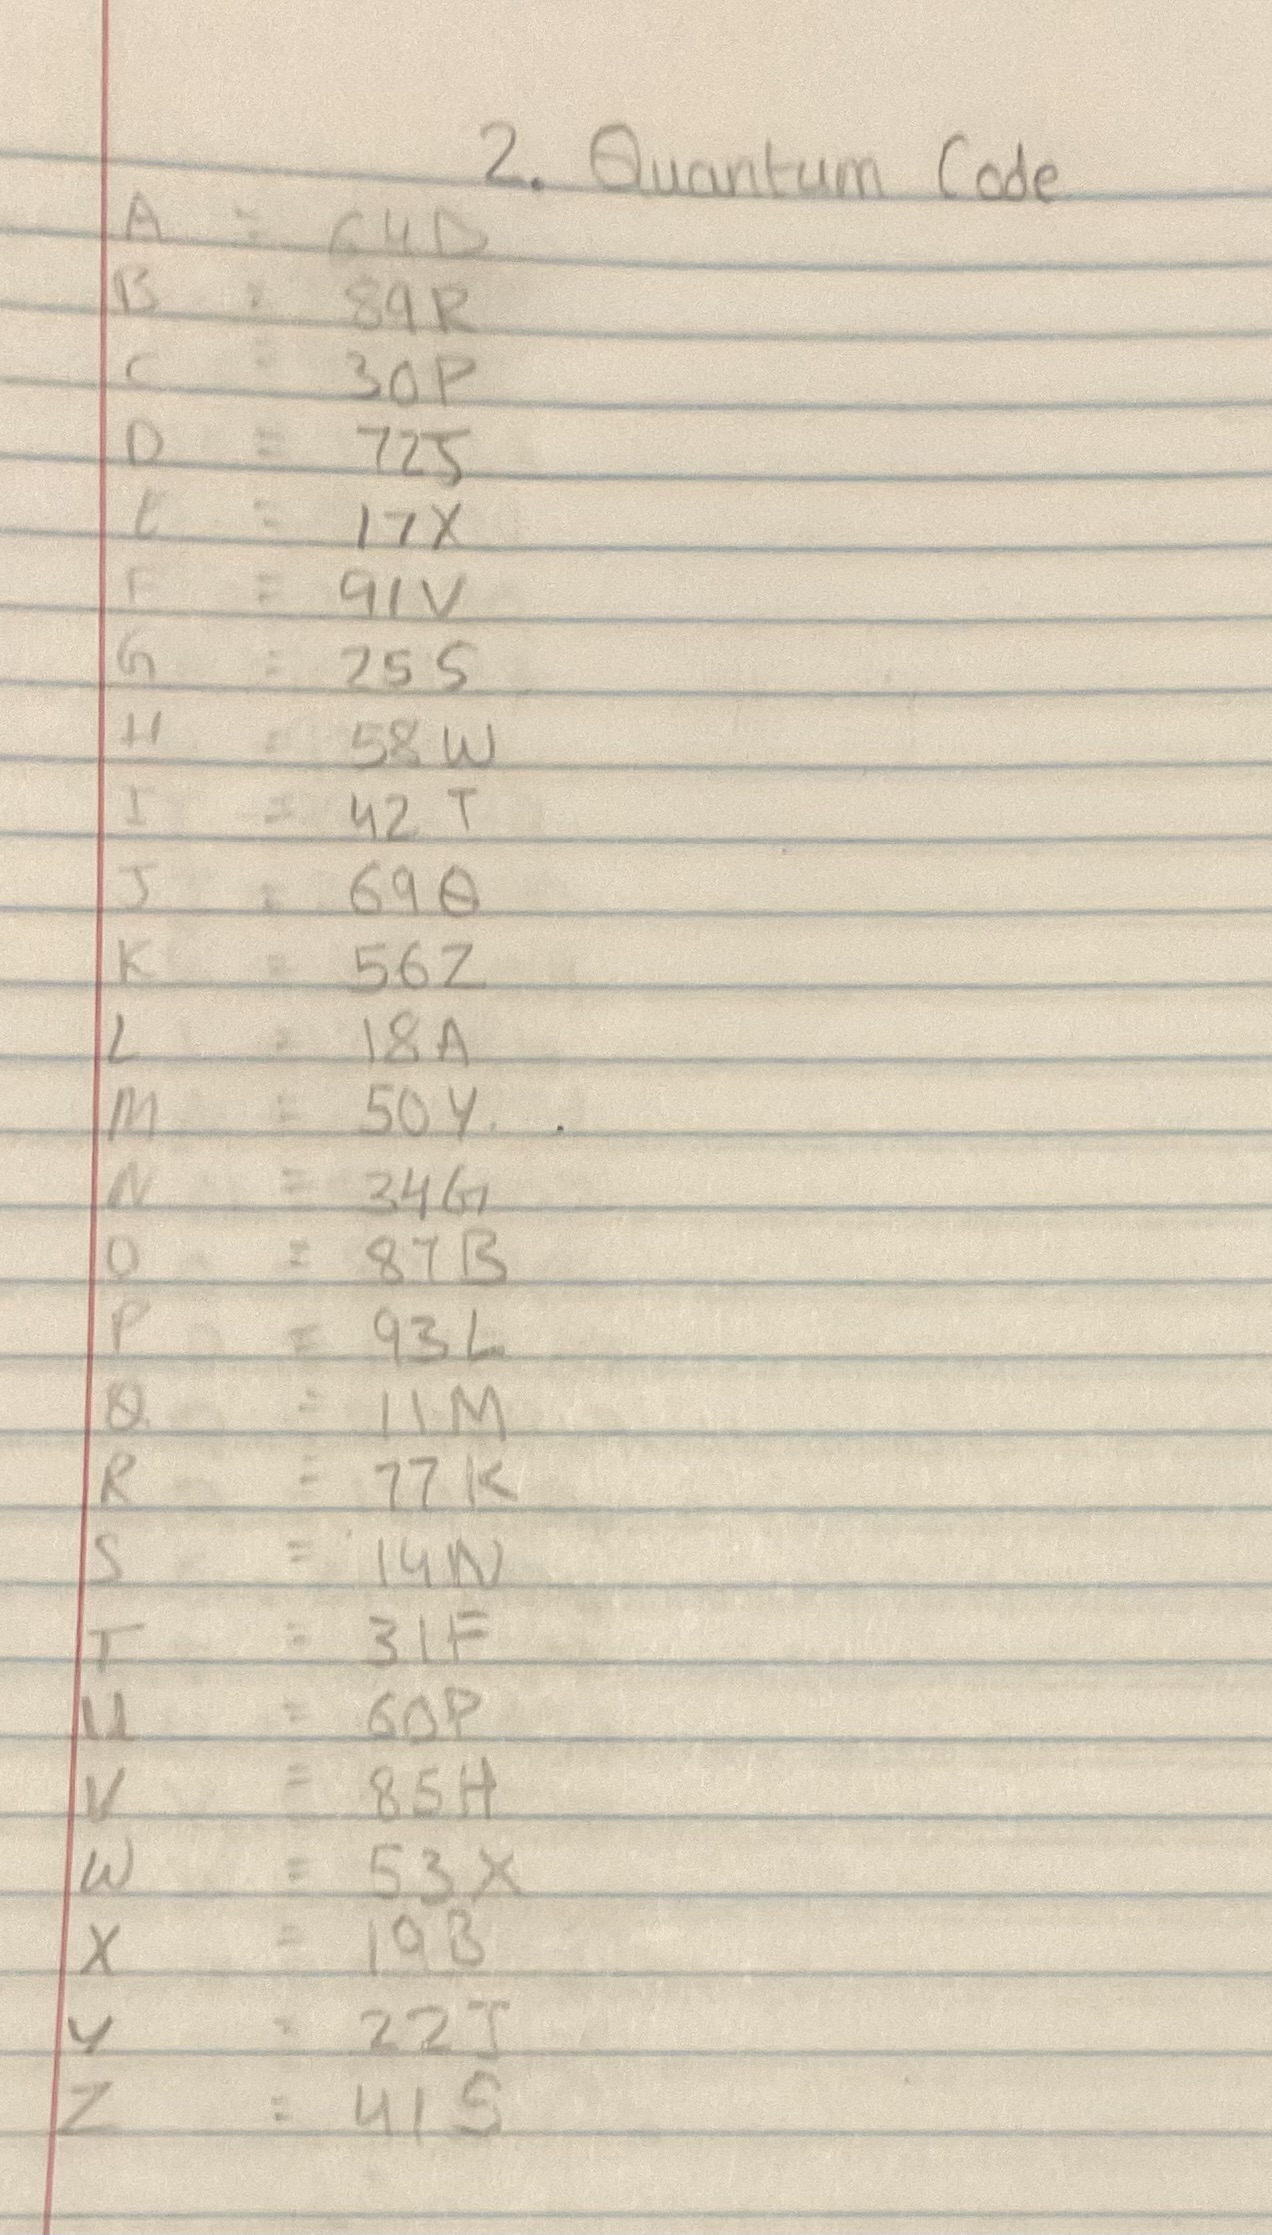 2. Quantum Code
A = 64D
B = 89R
C = 30P
D = 72J
E = 17X
F = 91V
G = 25S
H = 58W
I = 42T
J = 69Q
K = 56Z
L = 18A
M = 50Y.
N = 34G
O = 87B
P = 93L
Q = 11M
R = 77K
S = 14N
T = 31F
U = 60P
V = 85H
W = 53X
X = 19B
Y = 22J
Z = 41S